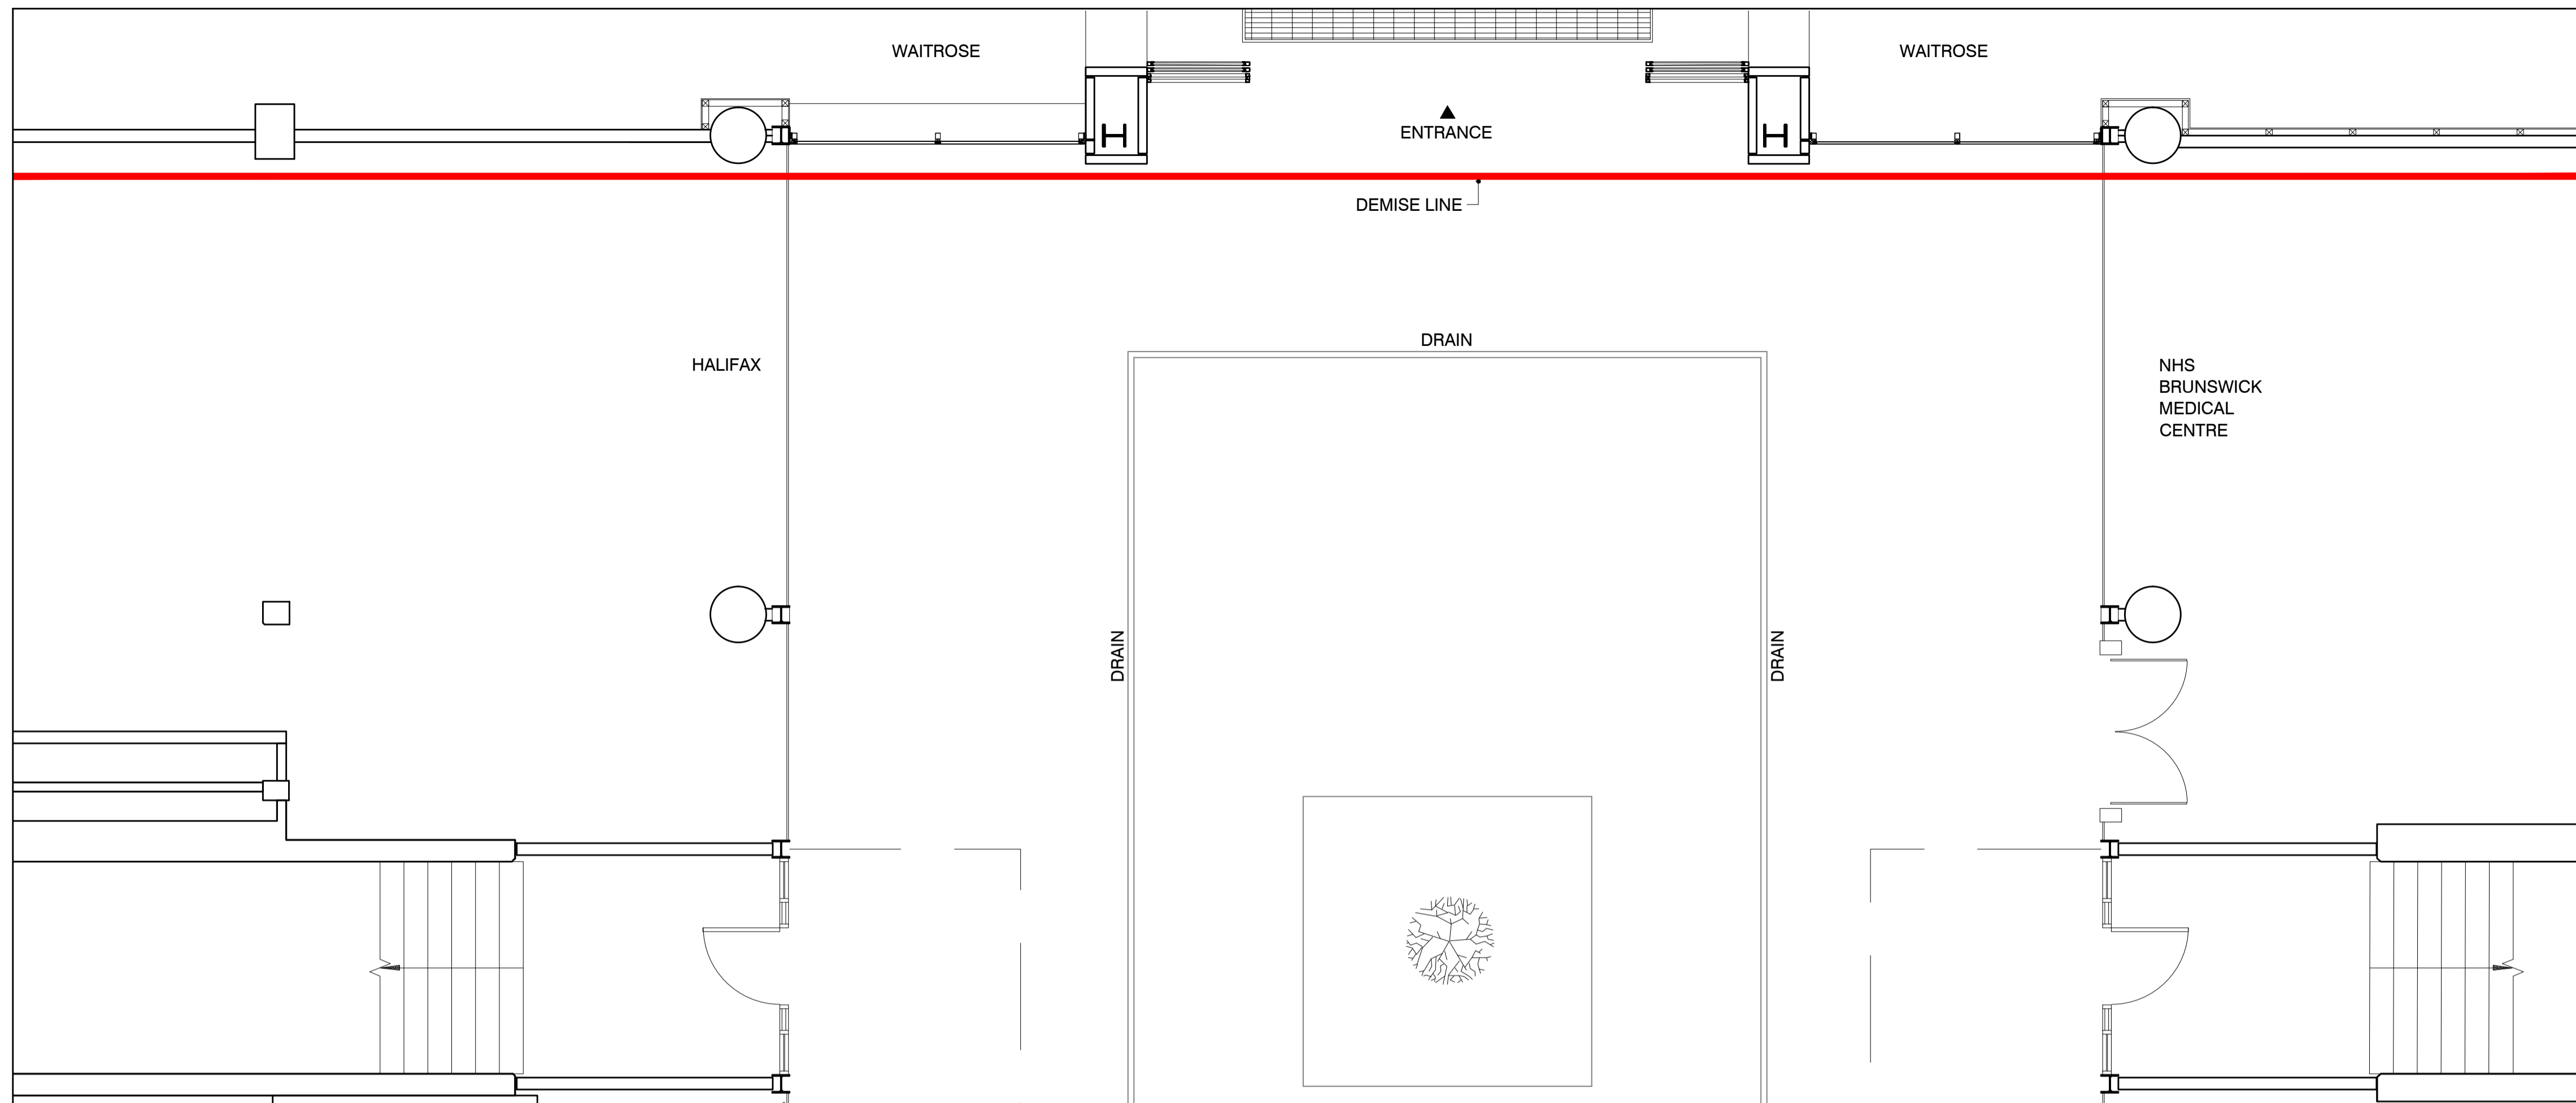 WAITROSE
WAITROSE
ENTRANCE
DEMISE LINE
DRAIN
HALIFAX
NHS
BRUNSWICK
MEDICAL
CENTRE
DRAIN
DRAIN